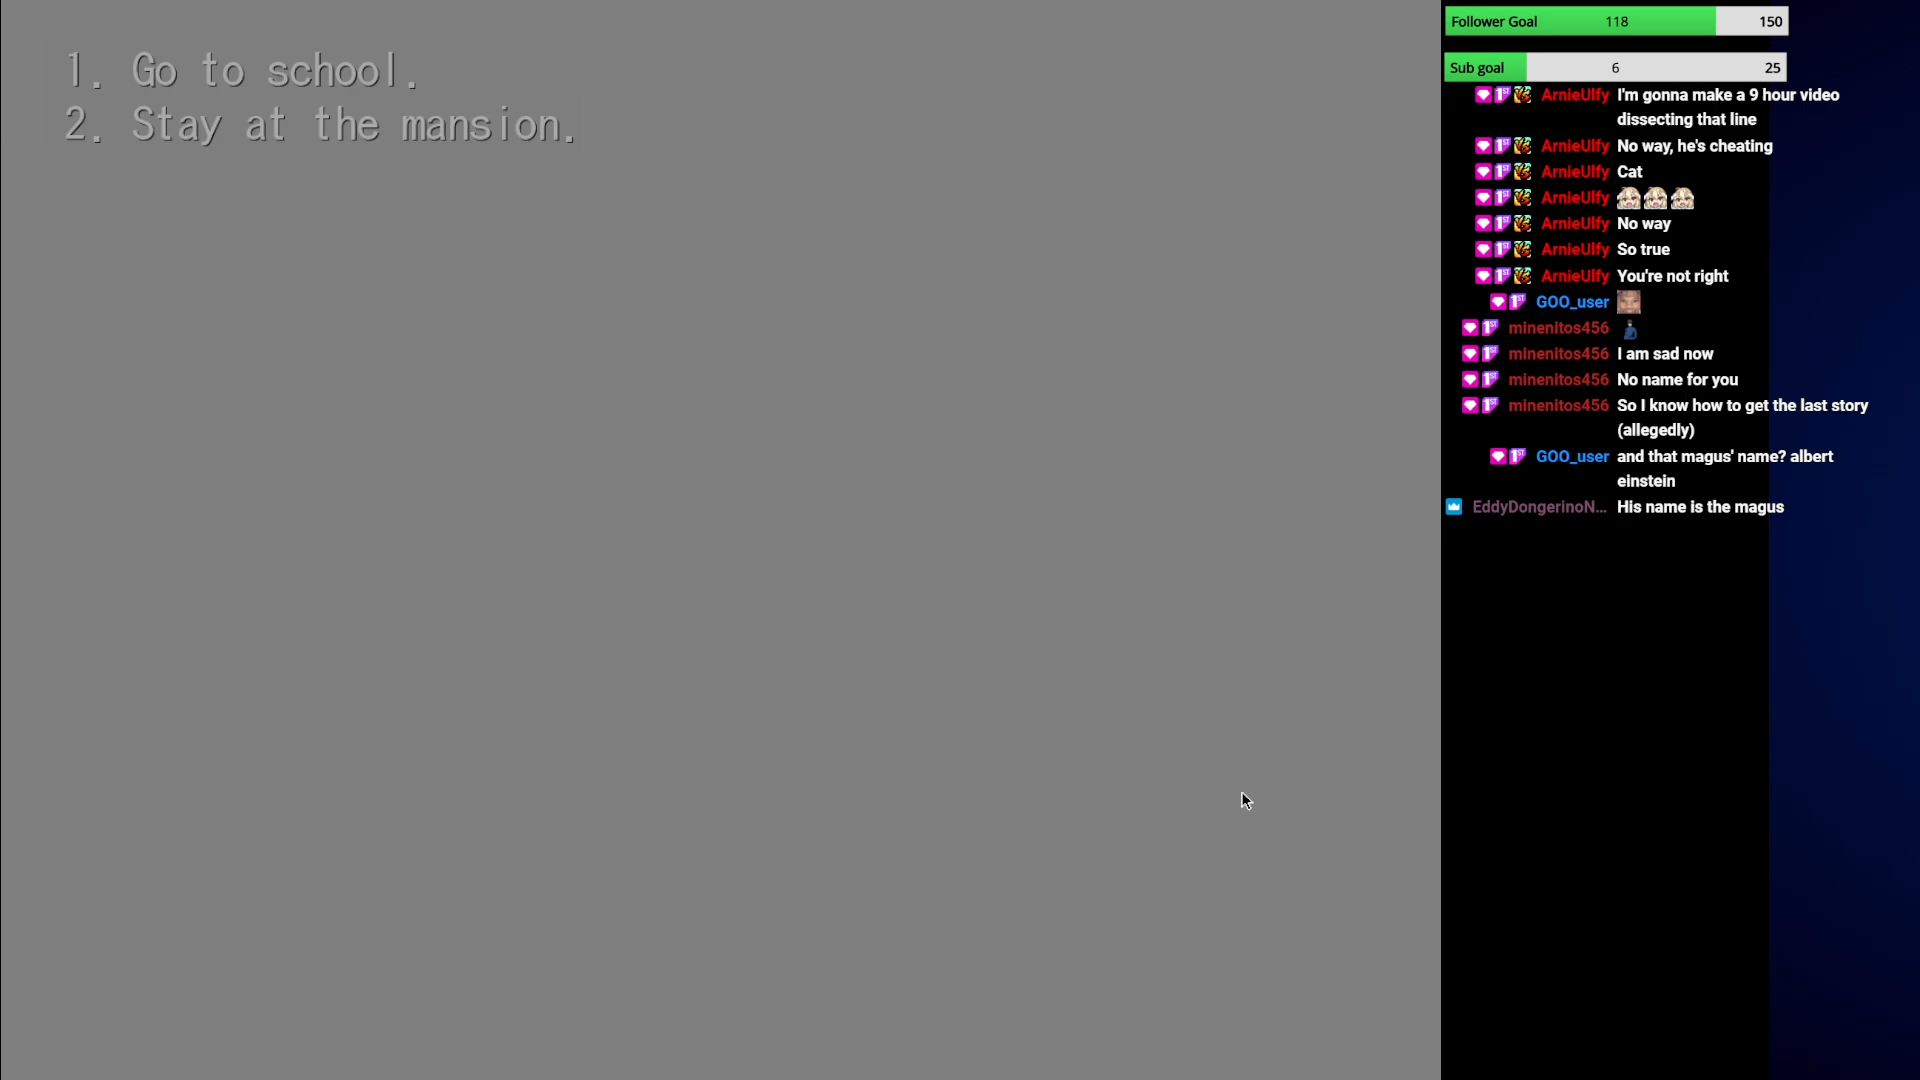 1. Go to school.
2. Stay at the mansion.
Follower Goal 118 150
Sub goal 6 25
ArnieUlfy I'm gonna make a 9 hour video
dissecting that line
ArnieUlfy No way, he's cheating
ArnieUlfy Cat
ArnieUlfy
ArnieUlfy No way
ArnieUlfy So true
ArnieUlfy You're not right
GOO_user
minenitos456
minenitos456 I am sad now
minenitos456 No name for you
minenitos456 So I know how to get the last story
(allegedly)
GOO_user and that magus' name? albert
einstein
EddyDongerinoN... His name is the magus